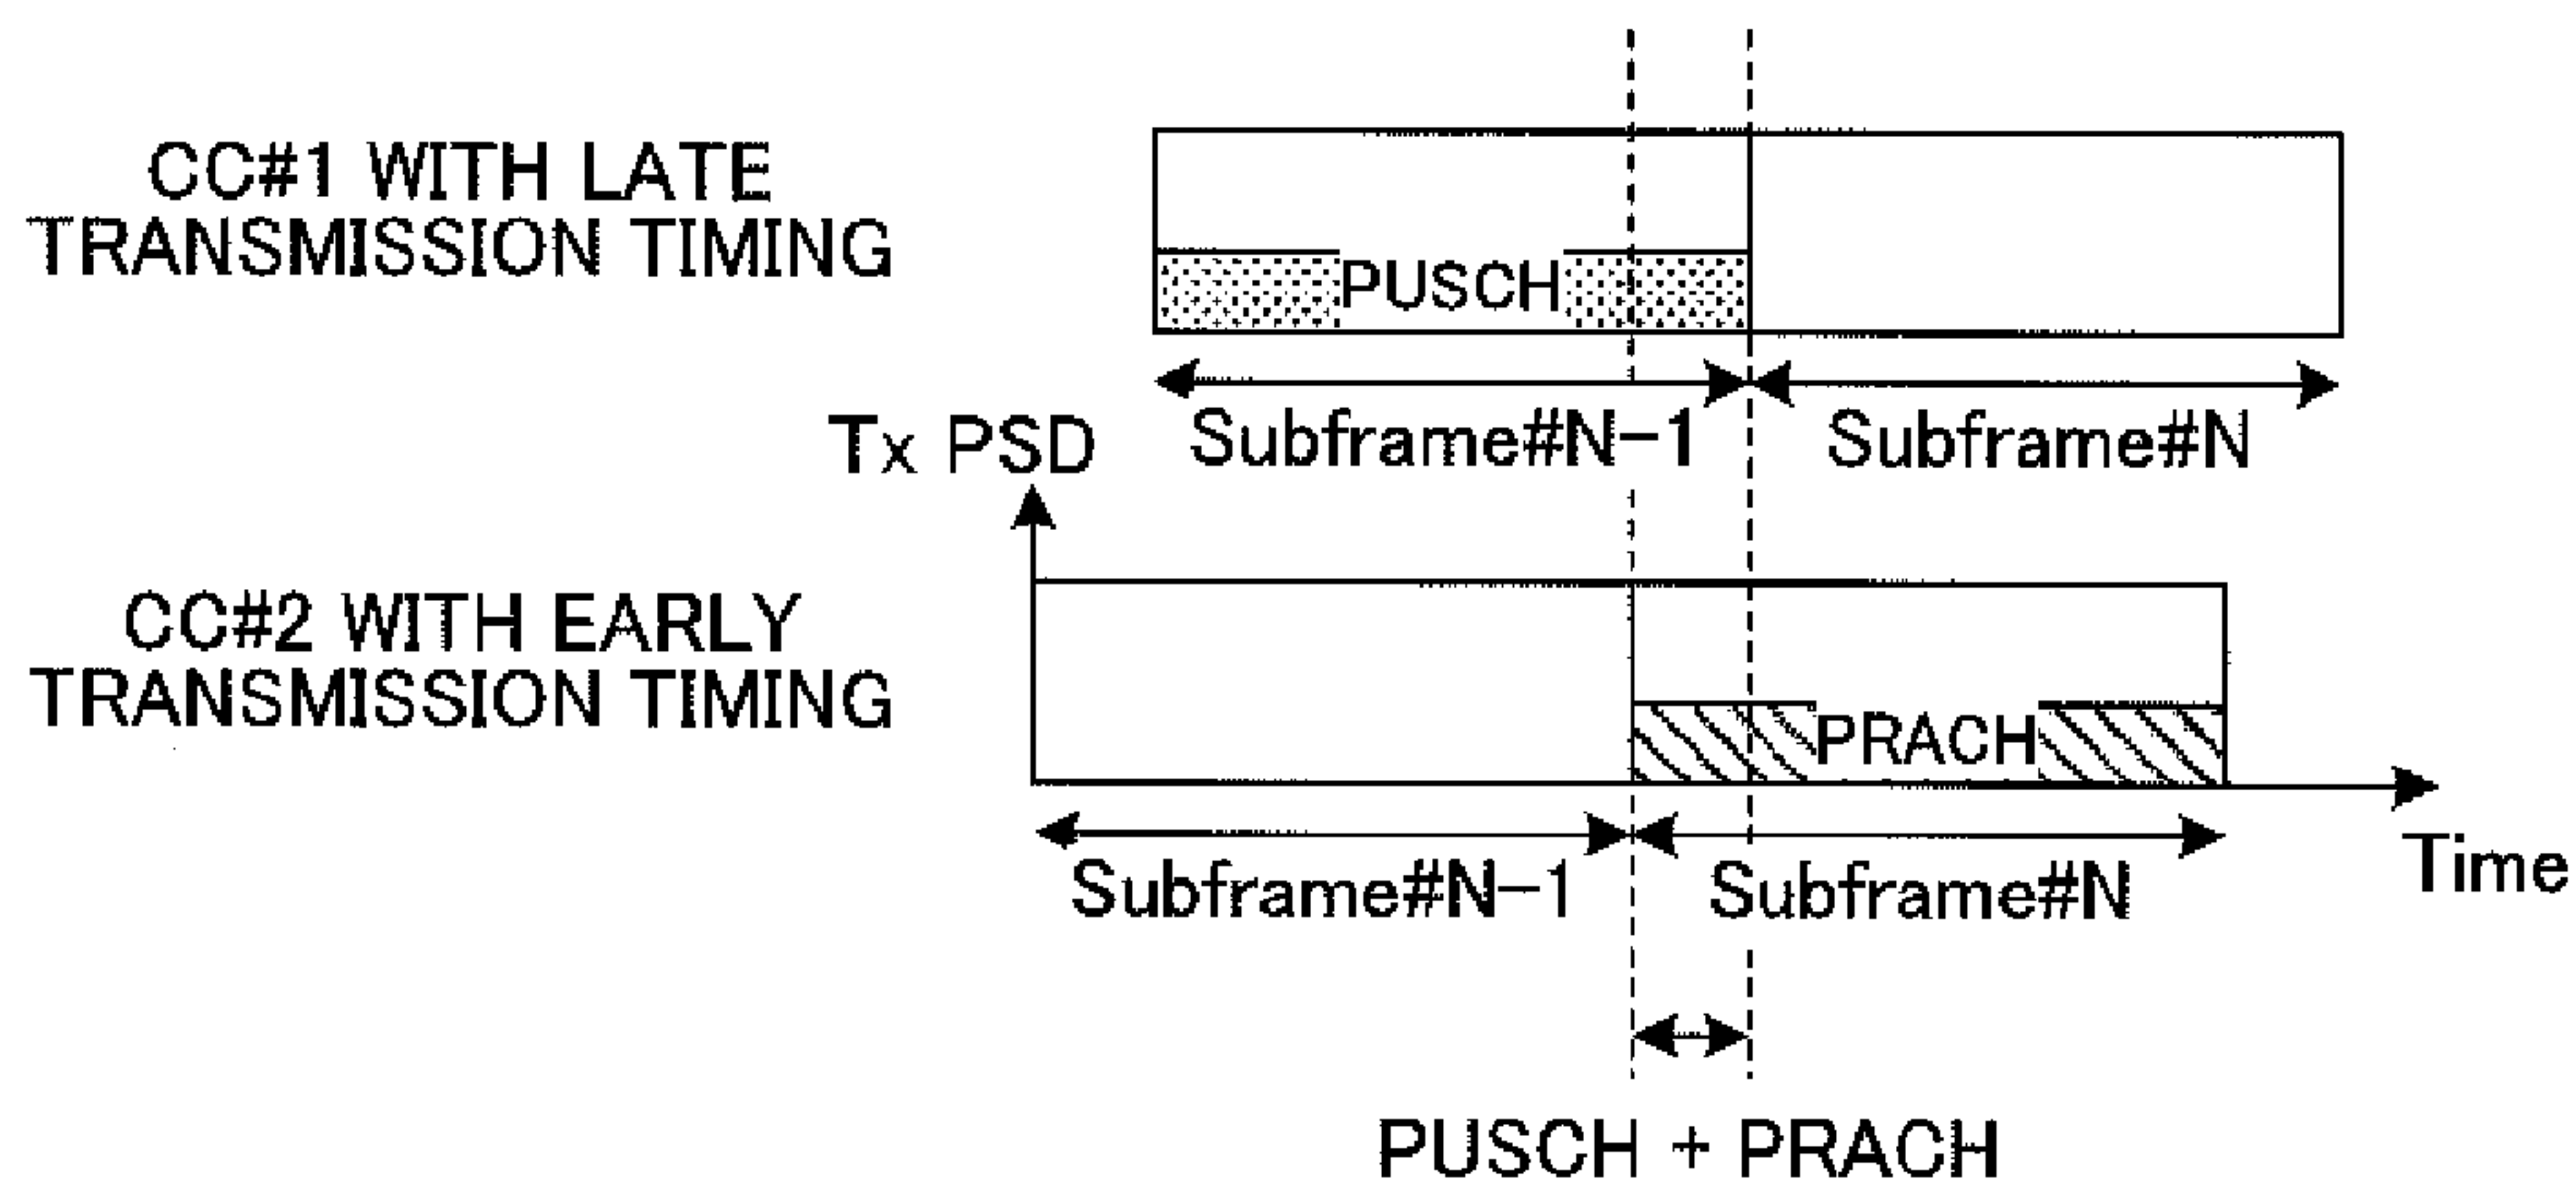 CC#1 WITH LATE
TRANSMISSION TIMING
PUSCH
Subframe#N-1
Subframe#N
Tx PSD
CC#2 WITH EARLY
TRANSMISSION TIMING
PRACH
Subframe#N-1
Subframe#N
Time
PUSCH + PRACH